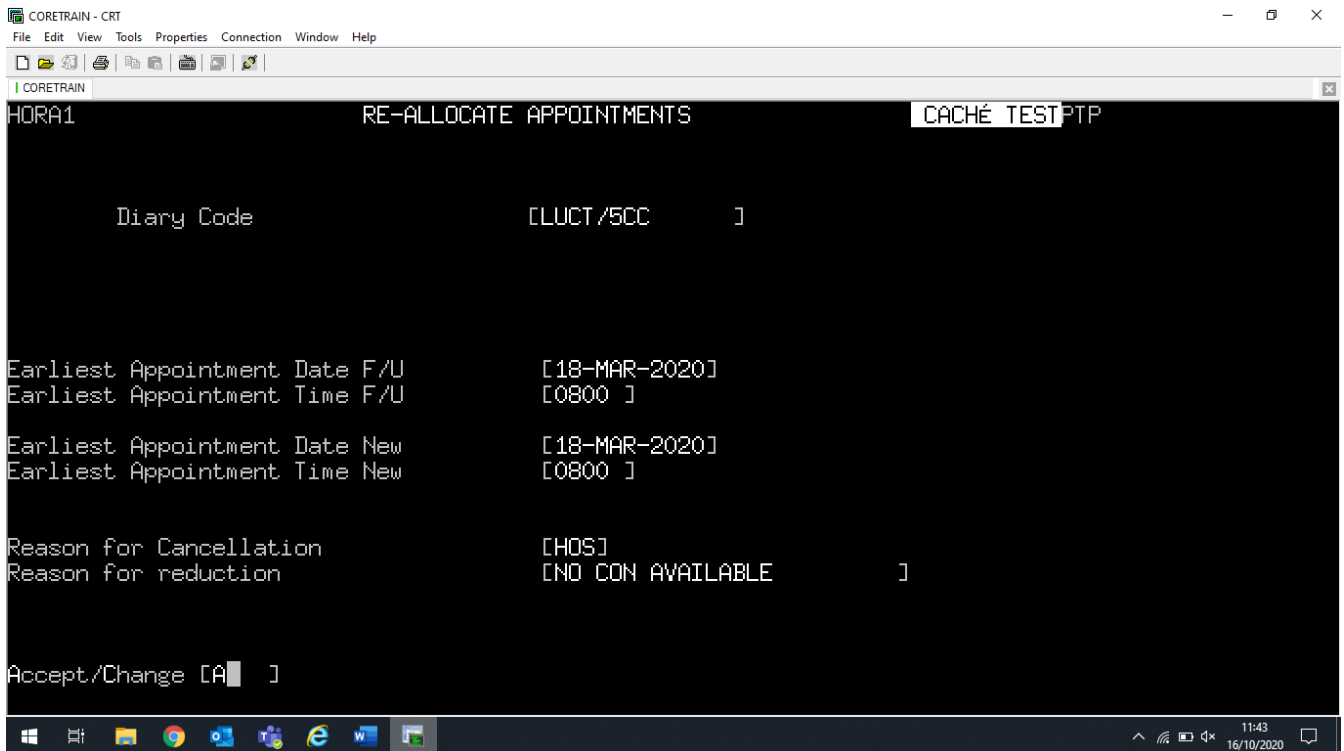 CORETRAIN - CRT
File Edit View Tools Properties Connection Window Help
CORETRAIN
HORA1 RE-ALLOCATE APPOINTMENTS CACHÉ TESTPTP
Diary Code [LUCT/5CC ]
Earliest Appointment Date F/U [18-MAR-2020]
Earliest Appointment Time F/U [0800 ]
Earliest Appointment Date New [18-MAR-2020]
Earliest Appointment Time New [0800 ]
Reason for Cancellation [HOS]
Reason for reduction [NO CON AVAILABLE ]
Accept/Change [A ]
11:43
16/10/2020